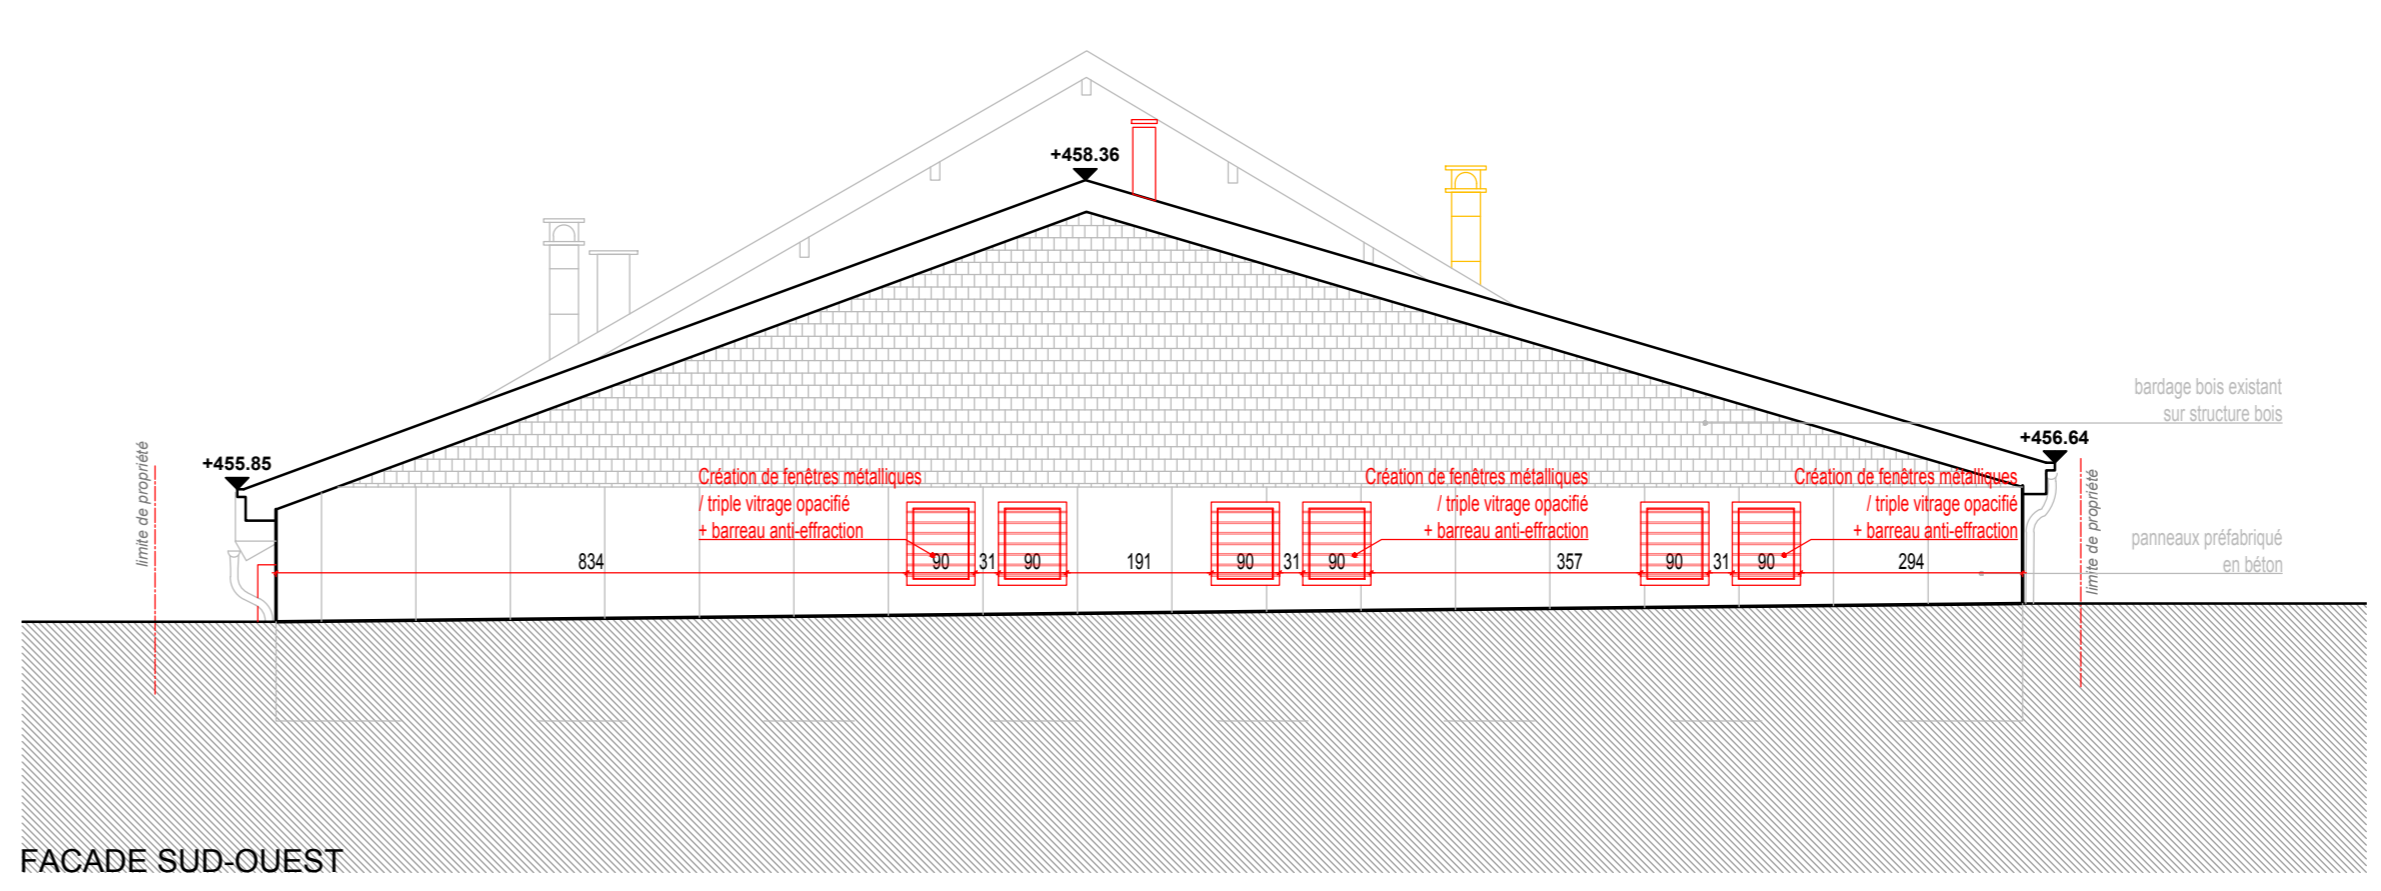 +458.36
bardage bois existant
sur structure bois
+455.85
+456.64
limite de propriété
limite de propriété
Création de fenêtres métalliques
/ triple vitrage opacifié
+ barreau anti-effraction
Création de fenêtres métalliques
/ triple vitrage opacifié
+ barreau anti-effraction
Création de fenêtres métalliques
/ triple vitrage opacifié
+ barreau anti-effraction
panneaux préfabriqué
en béton
834 90 31 90 191 90 31 90 357 90 31 90 294
FACADE SUD-OUEST